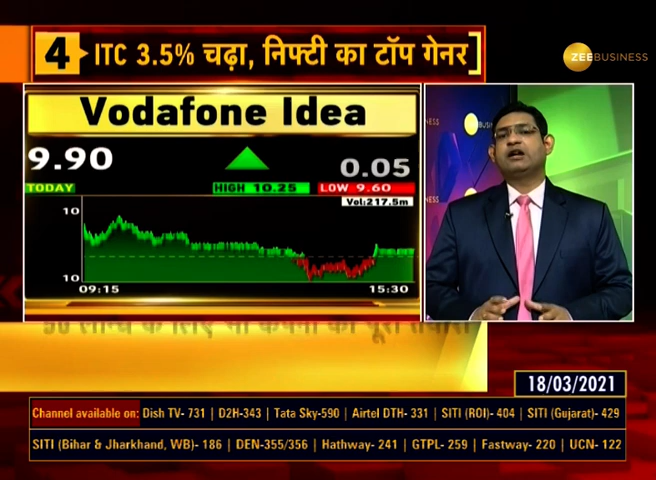 4 ITC 3.5% चढ़ा, निफ्टी का टॉप गेनर
ZEE BUSINESS
Vodafone Idea
9.90 0.05
TODAY HIGH 10.25 LOW 9.60
Vol:217.5m
10
10
09:15 15:30
18/03/2021
Channel available on: Dish TV- 731 | D2H-343 | Tata Sky-590 | Airtel DTH- 331 | SITI (ROI)- 404 | SITI (Gujarat)- 429
SITI (Bihar & Jharkhand, WB)- 186 | DEN-355/356 | Hathway- 241 | GTPL- 259 | Fastway- 220 | UCN- 122